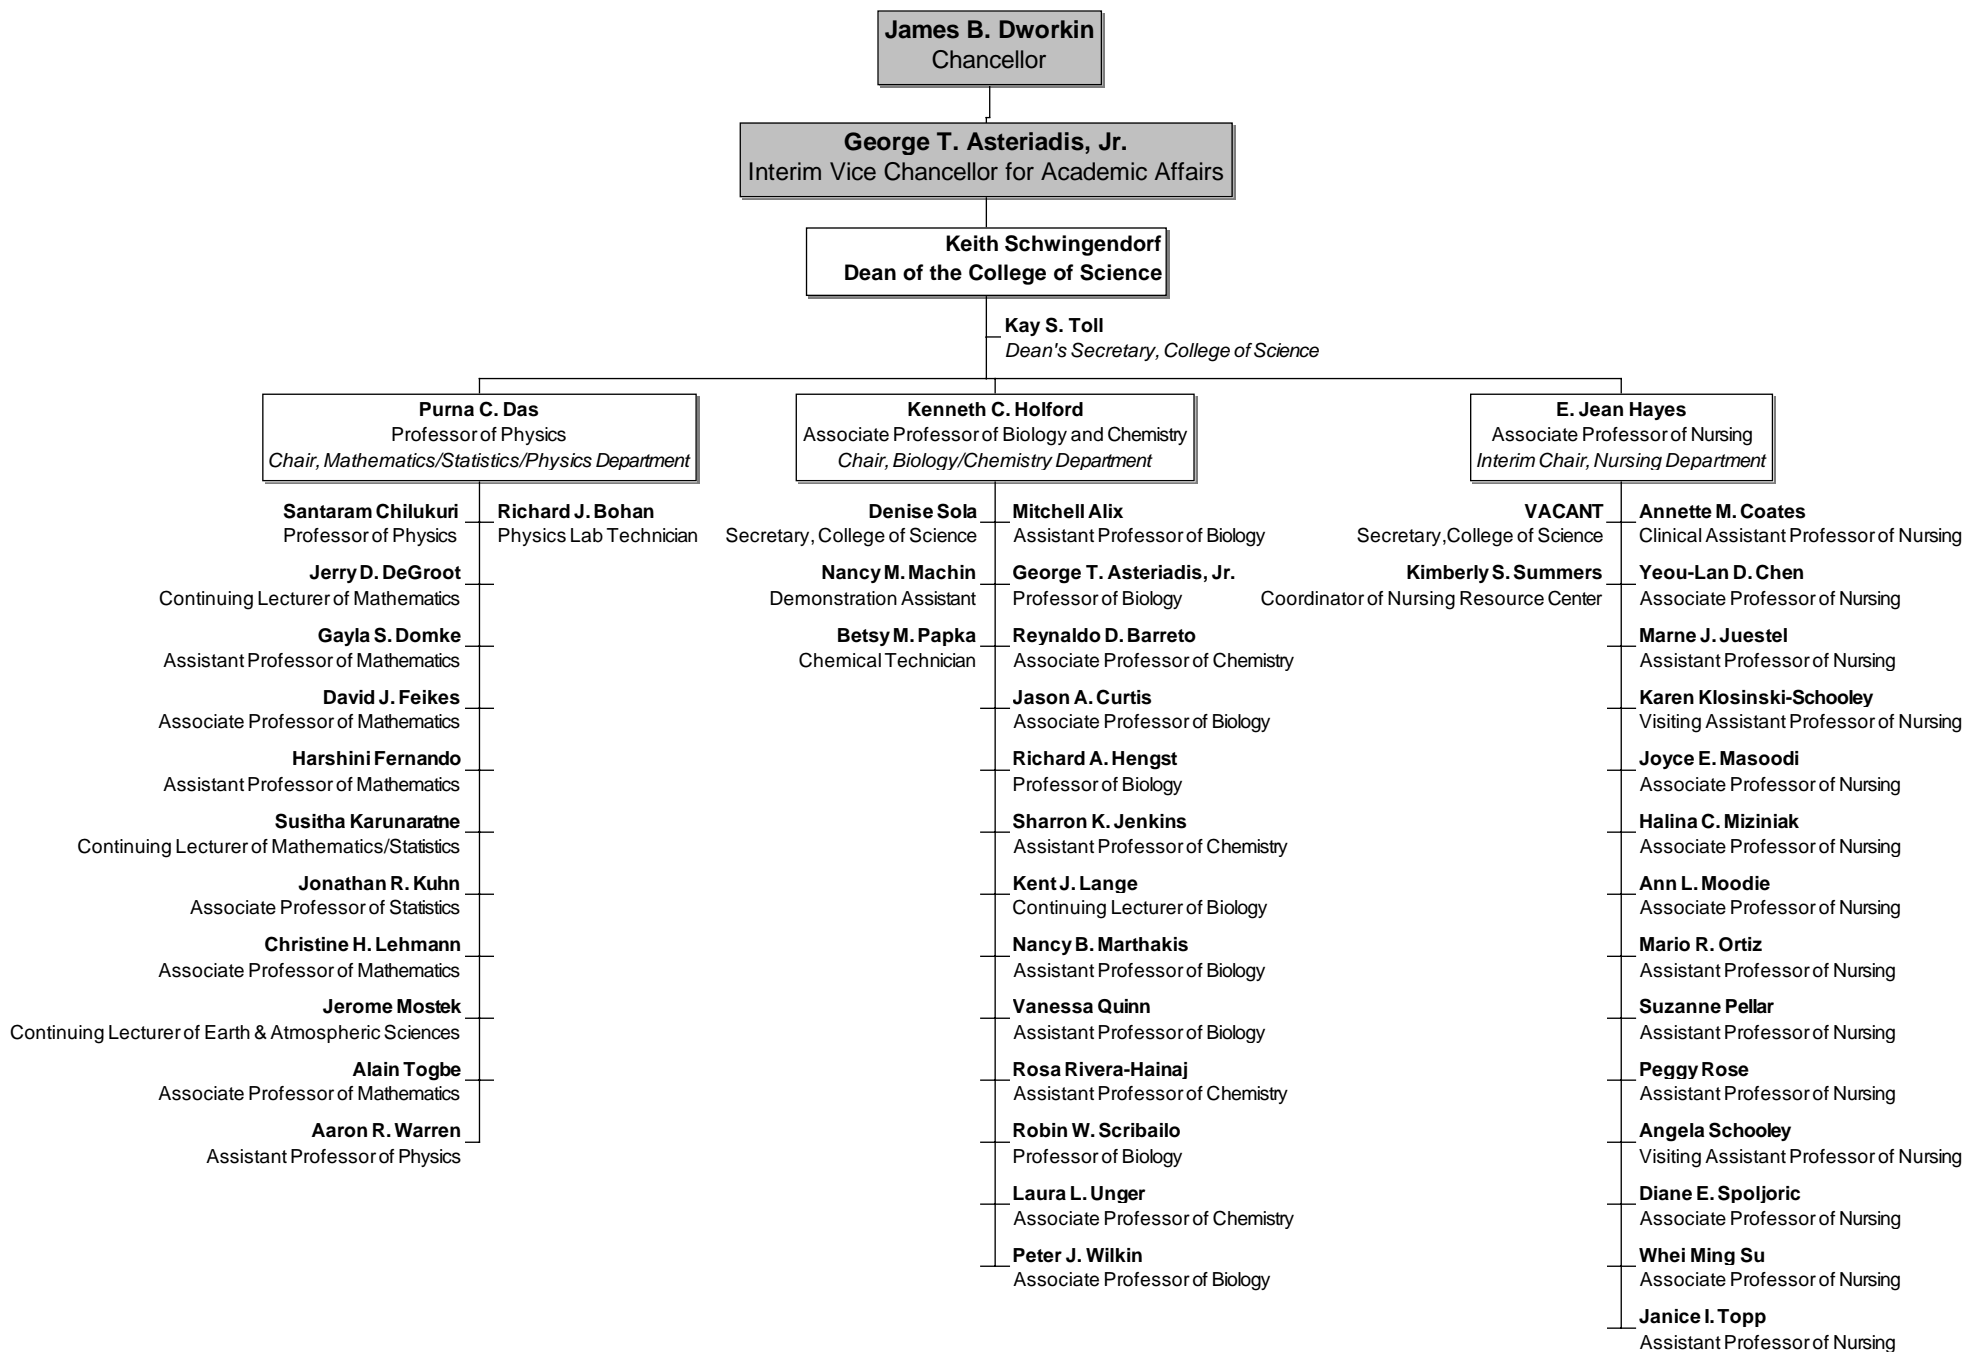 James B. Dworkin
Chancellor
George T. Asteriadis, Jr.
Interim Vice Chancellor for Academic Affairs
Keith Schwingendorf
Dean of the College of Science
Kay S. Toll
Dean's Secretary, College of Science
Purna C. Das
Professor of Physics
Chair, Mathematics/Statistics/Physics Department
Santaram Chilukuri
Professor of Physics
Richard J. Bohan
Physics Lab Technician
Jerry D. DeGroot
Continuing Lecturer of Mathematics
Gayla S. Domke
Assistant Professor of Mathematics
David J. Feikes
Associate Professor of Mathematics
Harshini Fernando
Assistant Professor of Mathematics
Susitha Karunaratne
Continuing Lecturer of Mathematics/Statistics
Jonathan R. Kuhn
Associate Professor of Statistics
Christine H. Lehmann
Associate Professor of Mathematics
Jerome Mostek
Continuing Lecturer of Earth & Atmospheric Sciences
Alain Togbe
Associate Professor of Mathematics
Aaron R. Warren
Assistant Professor of Physics
Kenneth C. Holford
Associate Professor of Biology and Chemistry
Chair, Biology/Chemistry Department
Denise Sola
Secretary, College of Science
Nancy M. Machin
Demonstration Assistant
Betsy M. Papka
Chemical Technician
Mitchell Alix
Assistant Professor of Biology
George T. Asteriadis, Jr.
Professor of Biology
Reynaldo D. Barreto
Associate Professor of Chemistry
Jason A. Curtis
Associate Professor of Biology
Richard A. Hengst
Professor of Biology
Sharron K. Jenkins
Assistant Professor of Chemistry
Kent J. Lange
Continuing Lecturer of Biology
Nancy B. Marthakis
Assistant Professor of Biology
Vanessa Quinn
Assistant Professor of Biology
Rosa Rivera-Hainaj
Assistant Professor of Chemistry
Robin W. Scribailo
Professor of Biology
Laura L. Unger
Associate Professor of Chemistry
Peter J. Wilkin
Associate Professor of Biology
E. Jean Hayes
Associate Professor of Nursing
Interim Chair, Nursing Department
VACANT
Secretary,College of Science
Kimberly S. Summers
Coordinator of Nursing Resource Center
Annette M. Coates
Clinical Assistant Professor of Nursing
Yeou-Lan D. Chen
Associate Professor of Nursing
Marne J. Juestel
Assistant Professor of Nursing
Karen Klosinski-Schooley
Visiting Assistant Professor of Nursing
Joyce E. Masoodi
Associate Professor of Nursing
Halina C. Miziniak
Associate Professor of Nursing
Ann L. Moodie
Associate Professor of Nursing
Mario R. Ortiz
Assistant Professor of Nursing
Suzanne Pellar
Assistant Professor of Nursing
Peggy Rose
Assistant Professor of Nursing
Angela Schooley
Visiting Assistant Professor of Nursing
Diane E. Spoljoric
Associate Professor of Nursing
Whei Ming Su
Associate Professor of Nursing
Janice I. Topp
Assistant Professor of Nursing